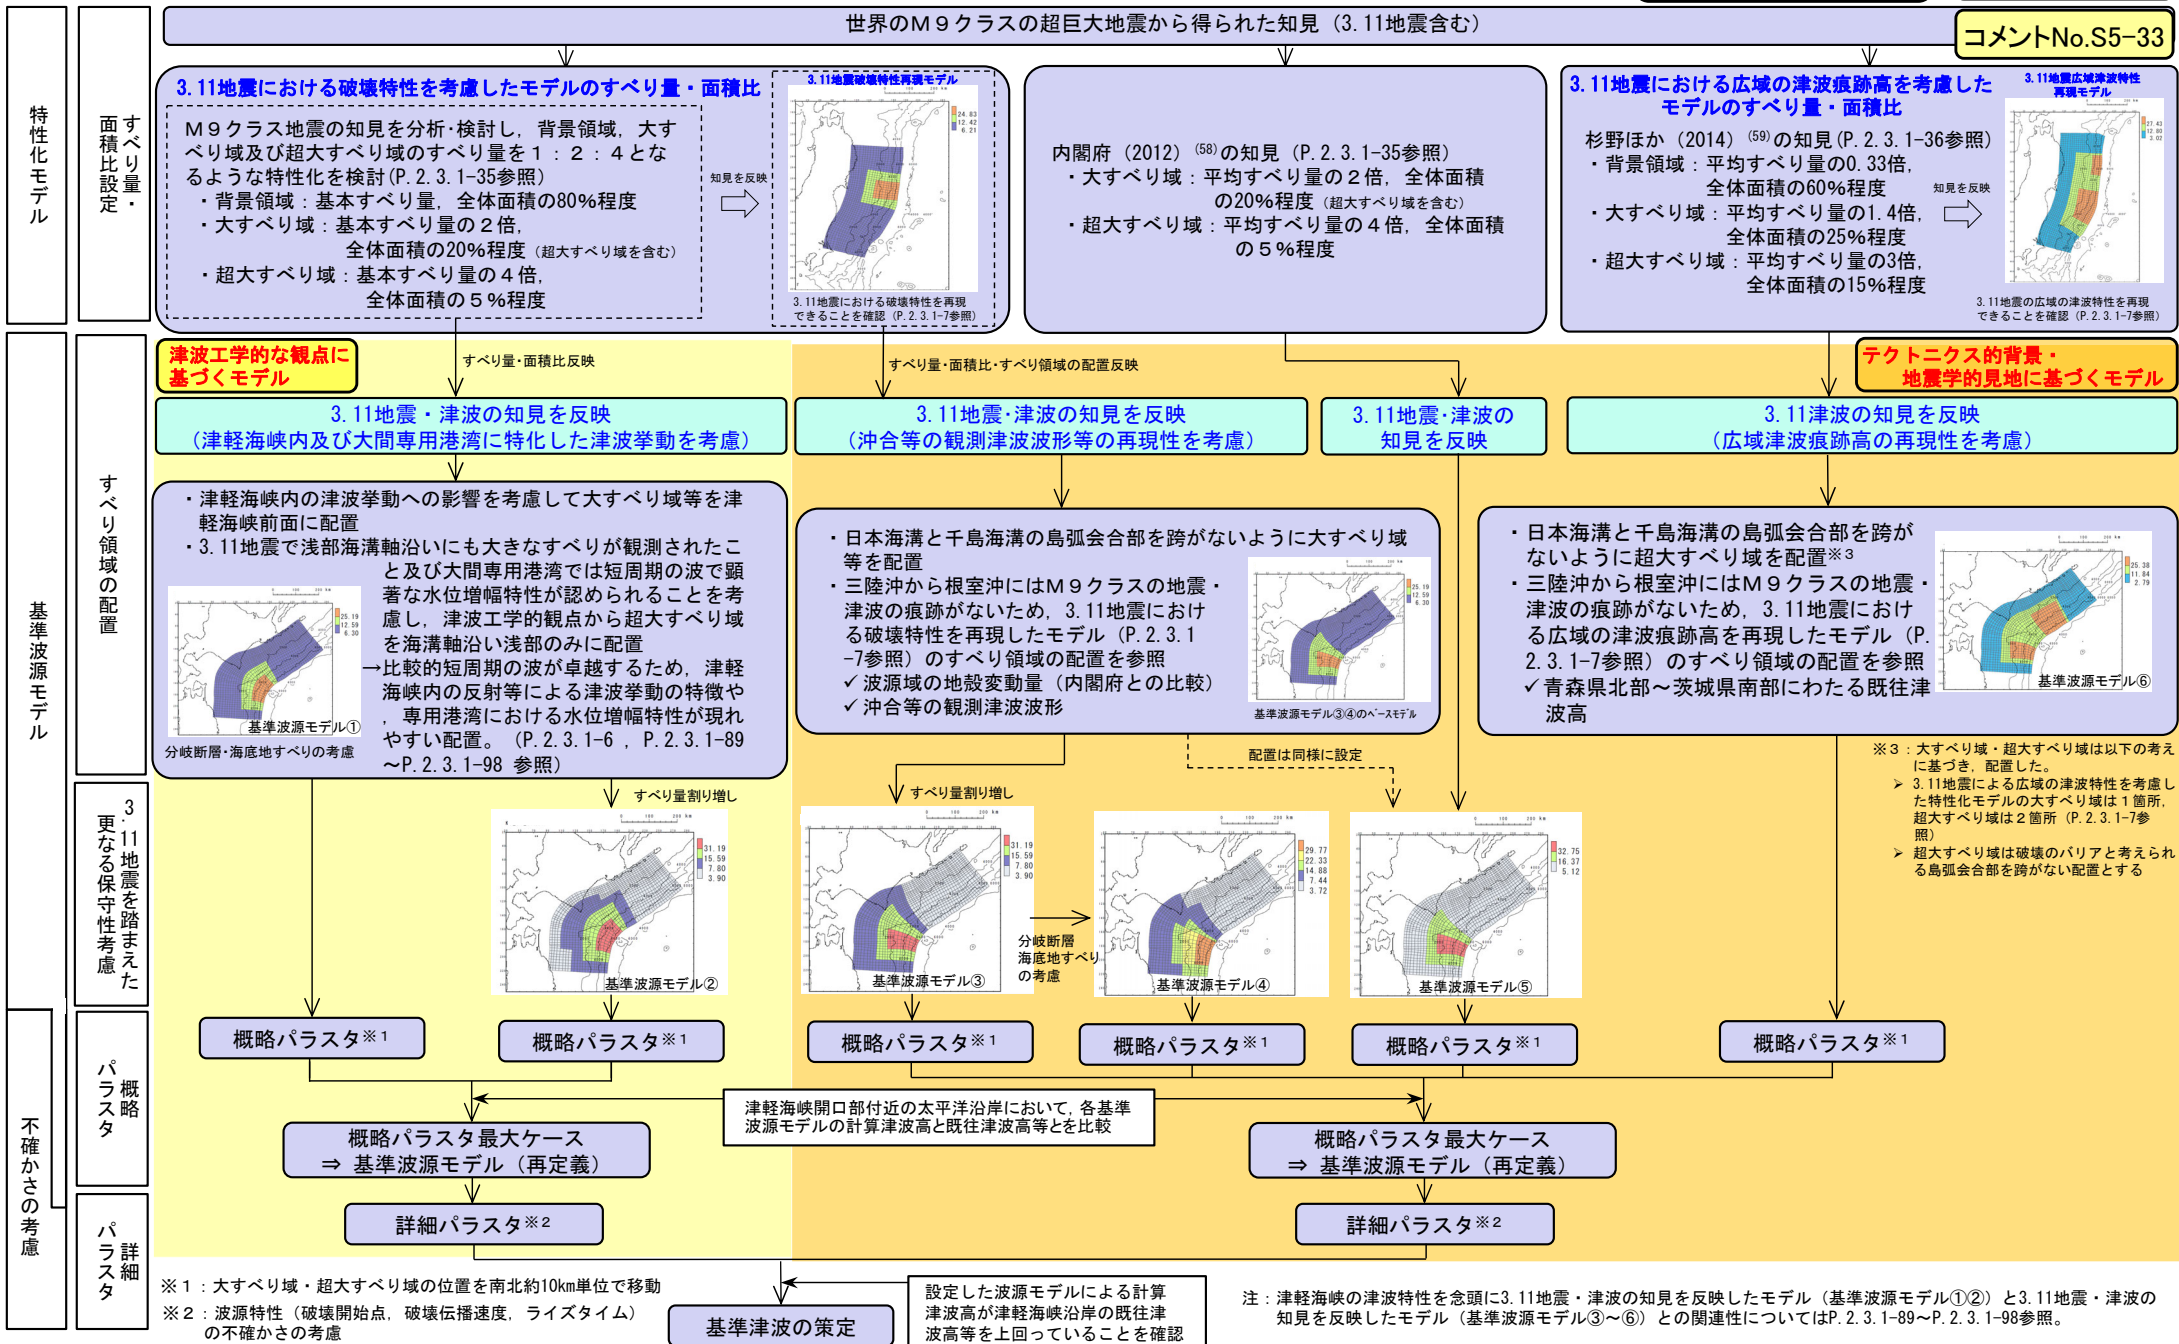 世界のM9クラスの超巨大地震から得られた知見（3.11地震含む）
コメントNo.S5-33
特性化モデル
すべり量・
面積比設定
3.11地震における破壊特性を考慮したモデルのすべり量・面積比
M9クラス地震の知見を分析・検討し，背景領域，大す
べり域及び超大すべり域のすべり量を1：2：4とな
るような特性化を検討(P.2.3.1-35参照)
・背景領域：基本すべり量，全体面積の80%程度
・大すべり域：基本すべり量の2倍，
全体面積の20%程度（超大すべり域を含む）
・超大すべり域：基本すべり量の4倍，
全体面積の5%程度
知見を反映
3.11地震破壊特性再現モデル
24.83
12.42
6.21
3.11地震における破壊特性を再現
できることを確認（P.2.3.1-7参照）
内閣府（2012）(58)の知見（P.2.3.1-35参照）
・大すべり域：平均すべり量の2倍，全体面積
の20%程度（超大すべり域を含む）
・超大すべり域：平均すべり量の4倍，全体面積
の5%程度
3.11地震における広域の津波痕跡高を考慮した
モデルのすべり量・面積比
杉野ほか（2014）(59)の知見(P.2.3.1-36参照)
・背景領域：平均すべり量の0.33倍，
全体面積の60%程度
・大すべり域：平均すべり量の1.4倍，
全体面積の25%程度
・超大すべり域：平均すべり量の3倍，
全体面積の15%程度
知見を反映
3.11地震広域津波特性
再現モデル
27.43
12.80
3.02
3.11地震の広域の津波特性を再現
できることを確認（P.2.3.1-7参照）
基準波源モデル
すべり領域の配置
津波工学的な観点に
基づくモデル
すべり量・面積比反映
すべり量・面積比・すべり領域の配置反映
テクトニクス的背景・
地震学的見地に基づくモデル
3.11地震・津波の知見を反映
（津軽海峡内及び大間専用港湾に特化した津波挙動を考慮）
3.11地震・津波の知見を反映
（沖合等の観測津波波形等の再現性を考慮）
3.11地震・津波の
知見を反映
3.11津波の知見を反映
（広域津波痕跡高の再現性を考慮）
・津軽海峡内の津波挙動への影響を考慮して大すべり域等を津
軽海峡前面に配置
・3.11地震で浅部海溝軸沿いにも大きなすべりが観測されたこ
と及び大間専用港湾では短周期の波で顕
著な水位増幅特性が認められることを考
慮し，津波工学的観点から超大すべり域
を海溝軸沿い浅部のみに配置
→比較的短周期の波が卓越するため，津軽
海峡内の反射等による津波挙動の特徴や
，専用港湾における水位増幅特性が現れ
やすい配置。（P.2.3.1-6 ，P.2.3.1-89
～P.2.3.1-98 参照）
25.19
12.59
6.30
基準波源モデル①
分岐断層・海底地すべりの考慮
・日本海溝と千島海溝の島弧会合部を跨がないように大すべり域
等を配置
・三陸沖から根室沖にはM9クラスの地震・
津波の痕跡がないため，3.11地震におけ
る破壊特性を再現したモデル（P.2.3.1
-7参照）のすべり領域の配置を参照
✓波源域の地殻変動量（内閣府との比較）
✓沖合等の観測津波波形
25.19
12.59
6.30
基準波源モデル③④のベースモデル
・日本海溝と千島海溝の島弧会合部を跨が
ないように超大すべり域を配置※3
・三陸沖から根室沖にはM9クラスの地震・
津波の痕跡がないため，3.11地震におけ
る広域の津波痕跡高を再現したモデル（P.
2.3.1-7参照）のすべり領域の配置を参照
✓青森県北部～茨城県南部にわたる既往津
波高
25.38
11.84
2.79
基準波源モデル⑥
※3：大すべり域・超大すべり域は以下の考え
に基づき，配置した。
➢ 3.11地震による広域の津波特性を考慮し
た特性化モデルの大すべり域は1箇所，
超大すべり域は2箇所（P.2.3.1-7参
照）
➢ 超大すべり域は破壊のバリアと考えられ
る島弧会合部を跨がない配置とする
3.11地震を踏まえた
更なる保守性考慮
すべり量割り増し
31.19
15.59
7.80
3.90
基準波源モデル②
すべり量割り増し
31.19
15.59
7.80
3.90
基準波源モデル③
分岐断層
海底地すべり
の考慮
配置は同様に設定
29.77
22.33
14.88
7.44
3.72
基準波源モデル④
32.75
16.37
5.12
基準波源モデル⑤
不確かさの考慮
概略
パラスタ
概略パラスタ※1
概略パラスタ※1
概略パラスタ※1
概略パラスタ※1
概略パラスタ※1
概略パラスタ※1
津軽海峡開口部付近の太平洋沿岸において，各基準
波源モデルの計算津波高と既往津波高等とを比較
概略パラスタ最大ケース
⇒ 基準波源モデル（再定義）
概略パラスタ最大ケース
⇒ 基準波源モデル（再定義）
詳細
パラスタ
詳細パラスタ※2
詳細パラスタ※2
※1：大すべり域・超大すべり域の位置を南北約10km単位で移動
※2：波源特性（破壊開始点，破壊伝播速度，ライズタイム）
の不確かさの考慮
基準津波の策定
設定した波源モデルによる計算
津波高が津軽海峡沿岸の既往津
波高等を上回っていることを確認
注：津軽海峡の津波特性を念頭に3.11地震・津波の知見を反映したモデル（基準波源モデル①②）と3.11地震・津波の
知見を反映したモデル（基準波源モデル③～⑥）との関連性についてはP.2.3.1-89～P.2.3.1-98参照。